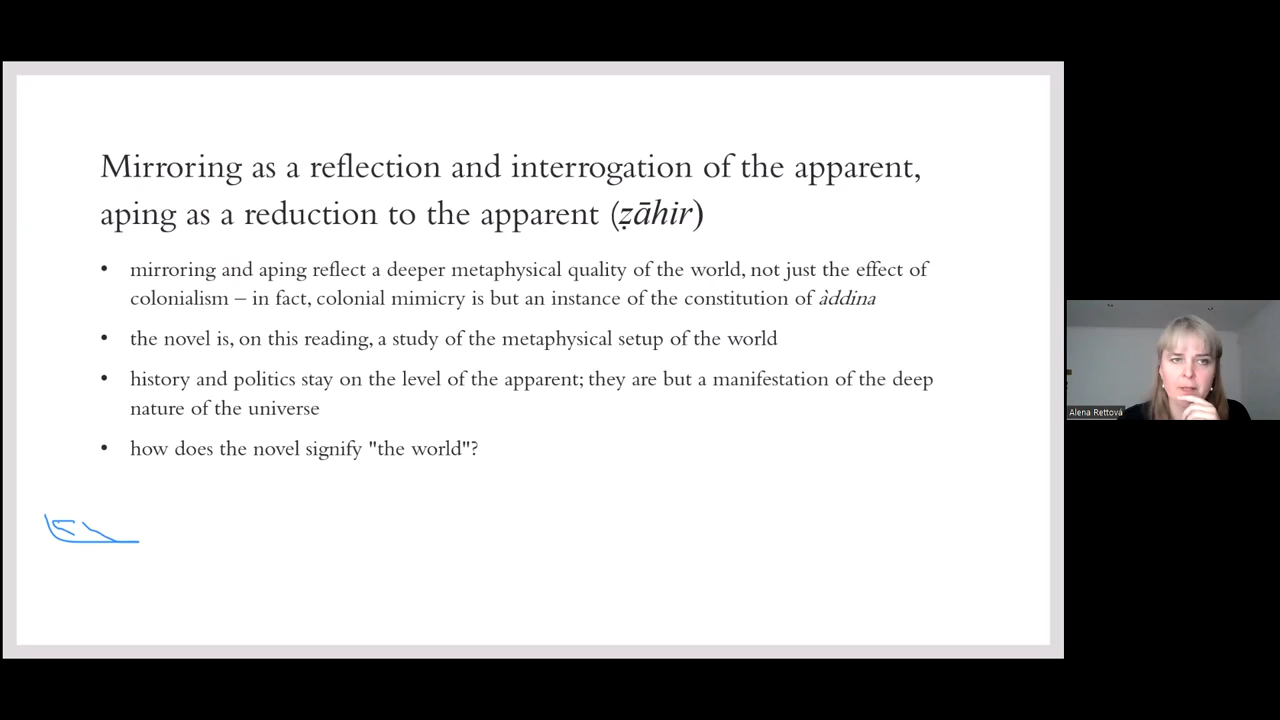 Mirroring as a reflection and interrogation of the apparent,
aping as a reduction to the apparent (ẓāhir)
• mirroring and aping reflect a deeper metaphysical quality of the world, not just the effect of
colonialism – in fact, colonial mimicry is but an instance of the constitution of àddina
• the novel is, on this reading, a study of the metaphysical setup of the world
• history and politics stay on the level of the apparent; they are but a manifestation of the deep
nature of the universe
• how does the novel signify "the world"?
Alena Rettová